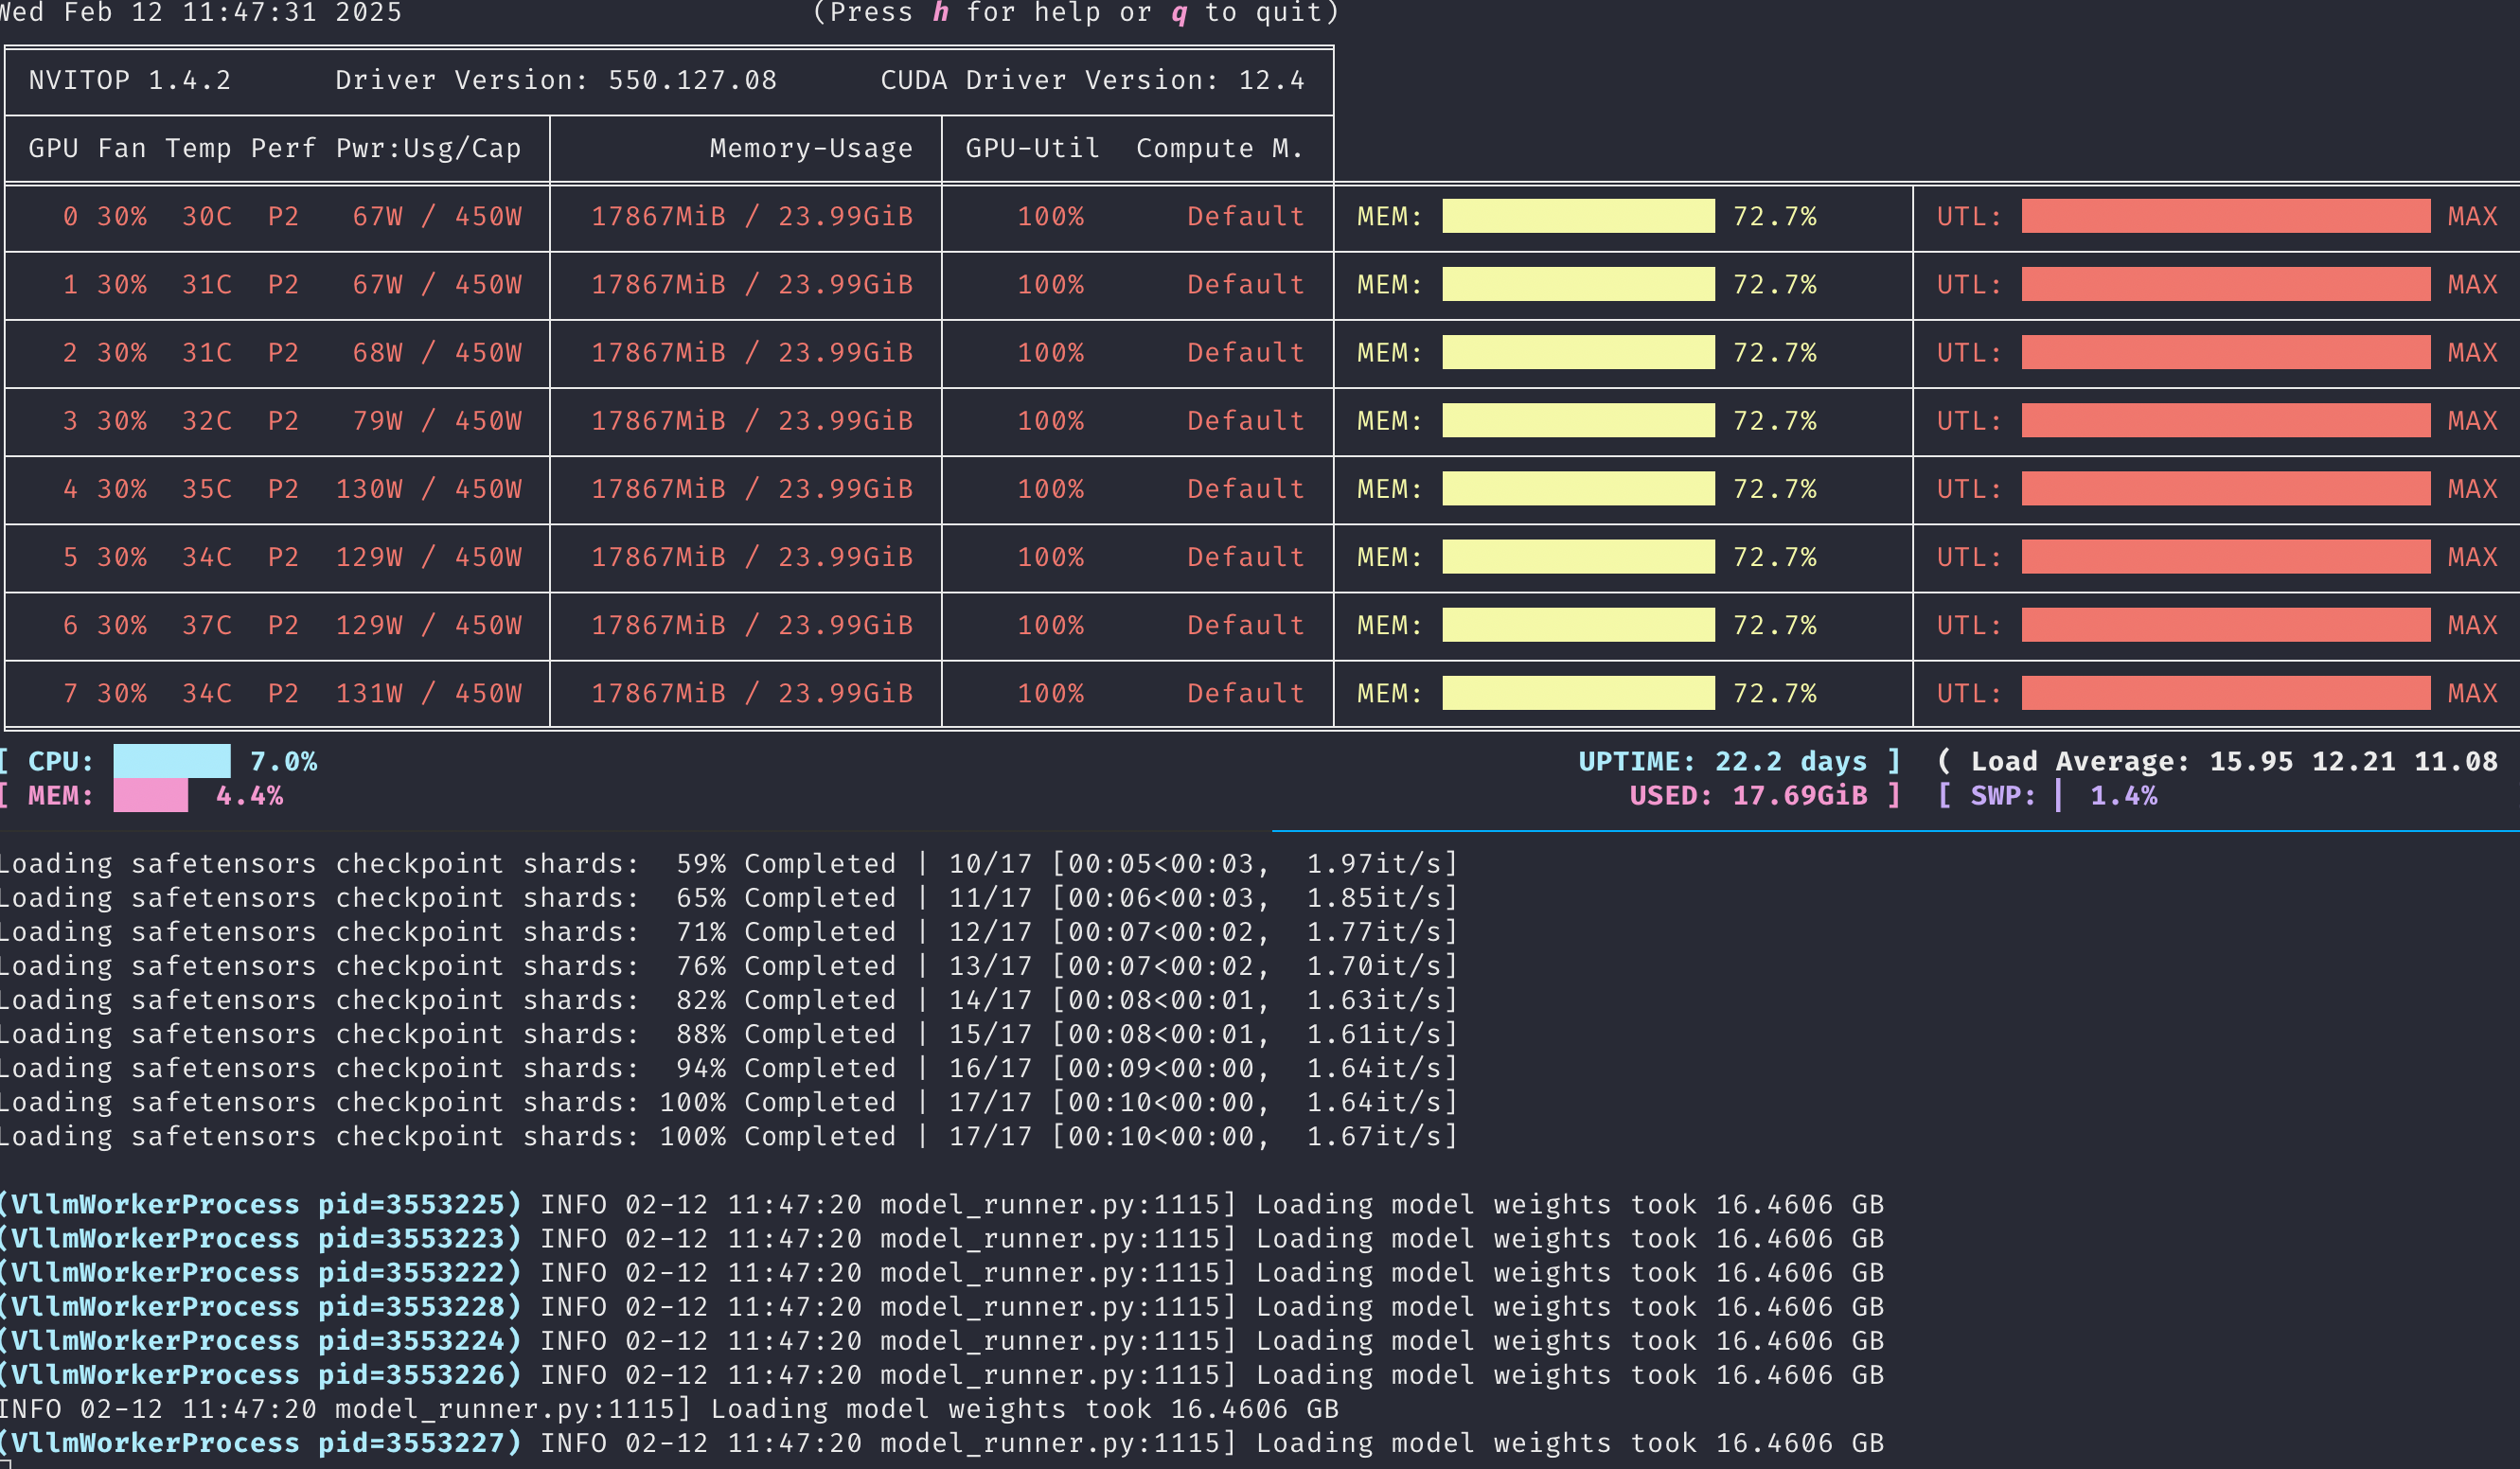 Wed Feb 12 11:47:31 2025 (Press h for help or q to quit)
NVITOP 1.4.2 Driver Version: 550.127.08 CUDA Driver Version: 12.4
GPU Fan Temp Perf Pwr:Usg/Cap Memory-Usage GPU-Util Compute M.
0 30% 30C P2 67W / 450W 17867MiB / 23.99GiB 100% Default MEM: 72.7% UTL: MAX
1 30% 31C P2 67W / 450W 17867MiB / 23.99GiB 100% Default MEM: 72.7% UTL: MAX
2 30% 31C P2 68W / 450W 17867MiB / 23.99GiB 100% Default MEM: 72.7% UTL: MAX
3 30% 32C P2 79W / 450W 17867MiB / 23.99GiB 100% Default MEM: 72.7% UTL: MAX
4 30% 35C P2 130W / 450W 17867MiB / 23.99GiB 100% Default MEM: 72.7% UTL: MAX
5 30% 34C P2 129W / 450W 17867MiB / 23.99GiB 100% Default MEM: 72.7% UTL: MAX
6 30% 37C P2 129W / 450W 17867MiB / 23.99GiB 100% Default MEM: 72.7% UTL: MAX
7 30% 34C P2 131W / 450W 17867MiB / 23.99GiB 100% Default MEM: 72.7% UTL: MAX
[ CPU: 7.0% UPTIME: 22.2 days ] ( Load Average: 15.95 12.21 11.08
[ MEM: 4.4% USED: 17.69GiB ] [ SWP: 1.4%
Loading safetensors checkpoint shards: 59% Completed | 10/17 [00:05<00:03, 1.97it/s]
Loading safetensors checkpoint shards: 65% Completed | 11/17 [00:06<00:03, 1.85it/s]
Loading safetensors checkpoint shards: 71% Completed | 12/17 [00:07<00:02, 1.77it/s]
Loading safetensors checkpoint shards: 76% Completed | 13/17 [00:07<00:02, 1.70it/s]
Loading safetensors checkpoint shards: 82% Completed | 14/17 [00:08<00:01, 1.63it/s]
Loading safetensors checkpoint shards: 88% Completed | 15/17 [00:08<00:01, 1.61it/s]
Loading safetensors checkpoint shards: 94% Completed | 16/17 [00:09<00:00, 1.64it/s]
Loading safetensors checkpoint shards: 100% Completed | 17/17 [00:10<00:00, 1.64it/s]
Loading safetensors checkpoint shards: 100% Completed | 17/17 [00:10<00:00, 1.67it/s]
(VllmWorkerProcess pid=3553225) INFO 02-12 11:47:20 model_runner.py:1115] Loading model weights took 16.4606 GB
(VllmWorkerProcess pid=3553223) INFO 02-12 11:47:20 model_runner.py:1115] Loading model weights took 16.4606 GB
(VllmWorkerProcess pid=3553222) INFO 02-12 11:47:20 model_runner.py:1115] Loading model weights took 16.4606 GB
(VllmWorkerProcess pid=3553228) INFO 02-12 11:47:20 model_runner.py:1115] Loading model weights took 16.4606 GB
(VllmWorkerProcess pid=3553224) INFO 02-12 11:47:20 model_runner.py:1115] Loading model weights took 16.4606 GB
(VllmWorkerProcess pid=3553226) INFO 02-12 11:47:20 model_runner.py:1115] Loading model weights took 16.4606 GB
INFO 02-12 11:47:20 model_runner.py:1115] Loading model weights took 16.4606 GB
(VllmWorkerProcess pid=3553227) INFO 02-12 11:47:20 model_runner.py:1115] Loading model weights took 16.4606 GB